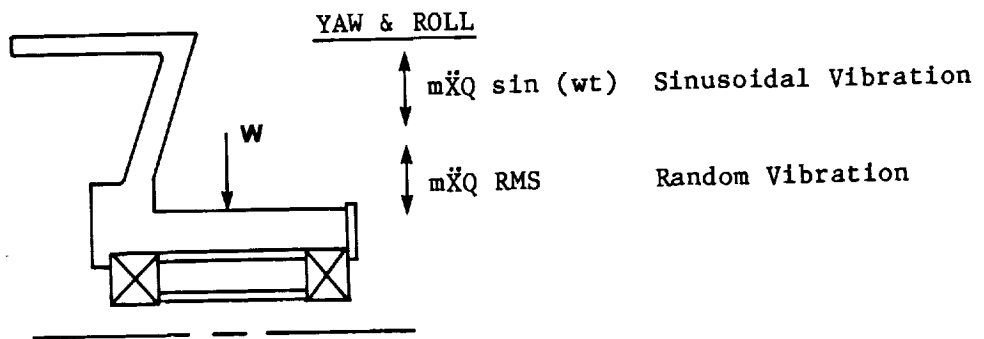 YAW & ROLL
mẌQ sin (wt) Sinusoidal Vibration
W
mẌQ RMS Random Vibration